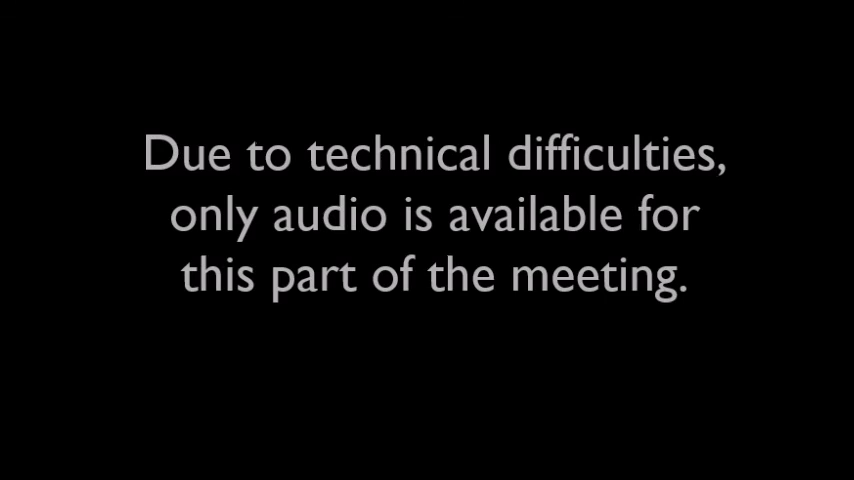 Due to technical difficulties,
only audio is available for
this part of the meeting.